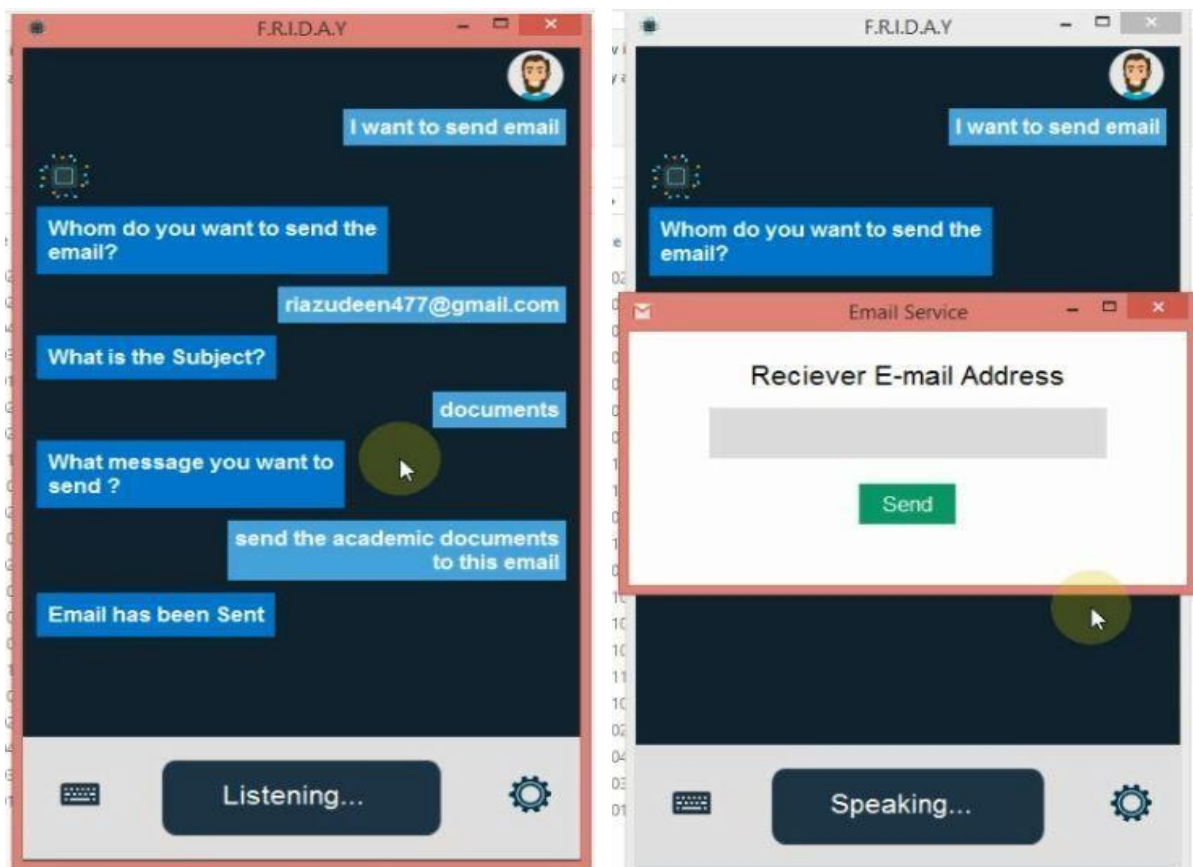 F.R.I.D.A.Y
I want to send email
Whom do you want to send the
email?
riazudeen477@gmail.com
What is the Subject?
documents
What message you want to
send ?
send the academic documents
to this email
Email has been Sent
Listening...
F.R.I.D.A.Y
I want to send email
Whom do you want to send the
email?
Email Service
Reciever E-mail Address
Send
Speaking...